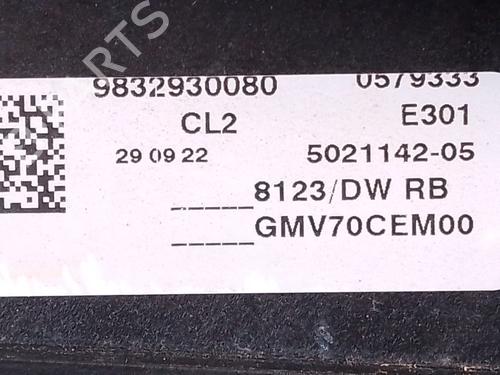 9832930080 0579333
CL2 E301
29 09 22 5021142-05
_____8123/DW RB
_____GMV70CEM00